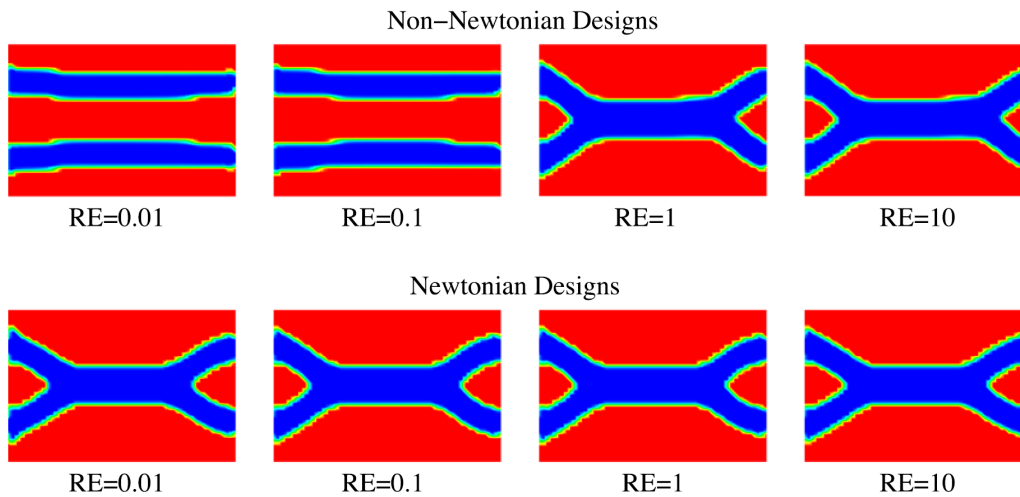 Non−Newtonian Designs
RE=0.01 RE=0.1 RE=1 RE=10
Newtonian Designs
RE=0.01 RE=0.1 RE=1 RE=10